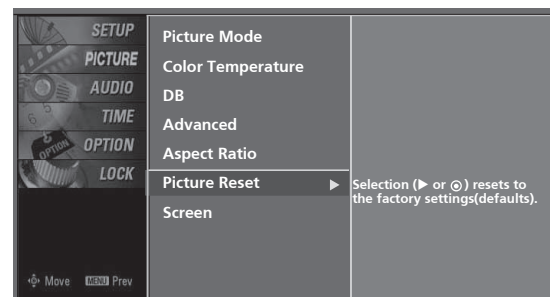 SETUP
PICTURE
AUDIO
TIME
OPTION
LOCK
Move MENU Prev
Picture Mode
Color Temperature
DB
Advanced
Aspect Ratio
Picture Reset ▶
Screen
Selection (▶ or ⊙) resets to
the factory settings(defaults).